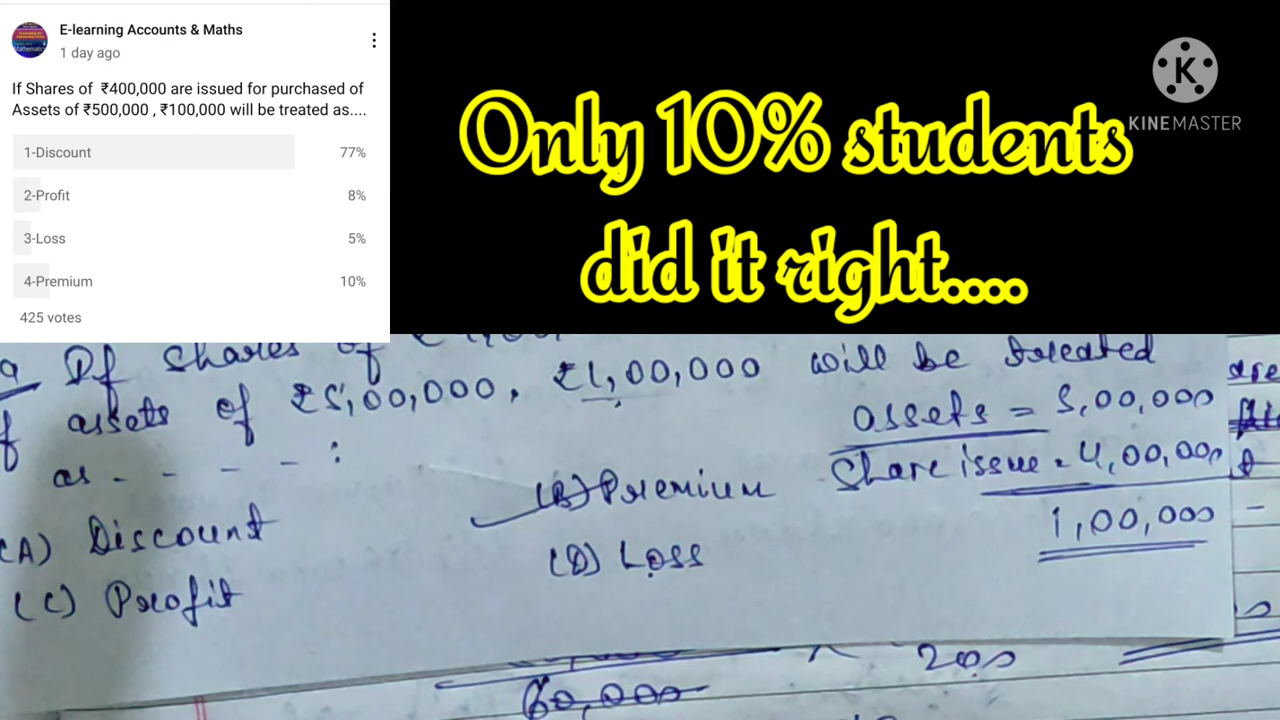 E-learning Accounts & Maths
1 day ago
If Shares of ₹400,000 are issued for purchased of
Assets of ₹500,000 , ₹100,000 will be treated as....
1-Discount 77%
2-Profit 8%
3-Loss 5%
4-Premium 10%
425 votes
Only 10% students
did it right....
KINEMASTER
If Shares of
of assets of ₹5,00,000, ₹1,00,000 will be treated
as - - - - :
assets = 5,00,000
Share issue = 4,00,000
1,00,000
(A) Discount
(B) Premium
(C) Profit
(D) Loss
200
60,000